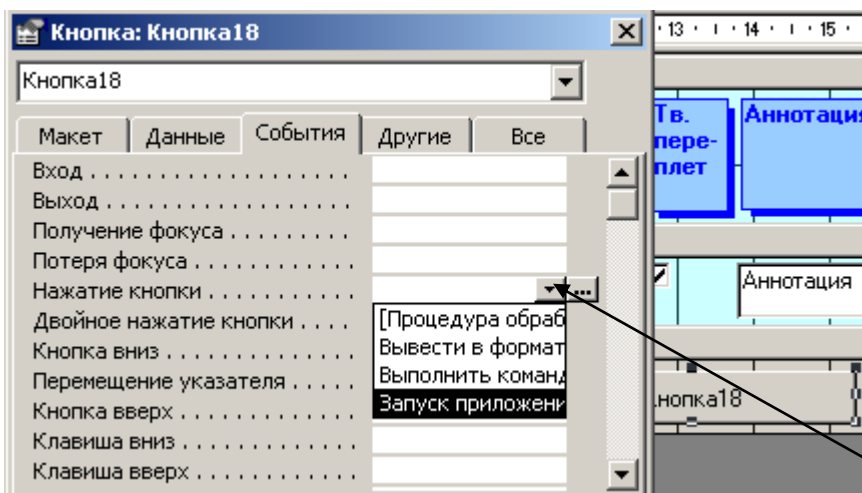 Кнопка: Кнопка18
Кнопка18
Макет Данные События Другие Все
Вход
Выход
Получение фокуса
Потеря фокуса
Нажатие кнопки
...
Двойное нажатие кнопки
Кнопка вниз
Перемещение указателя
Кнопка вверх
Клавиша вниз
Клавиша вверх
[Процедура обраб
Вывести в формат
Выполнить команд
Запуск приложени
13 14 15
Тв.
пере-
плет
Аннотация
Аннотация
нопка18